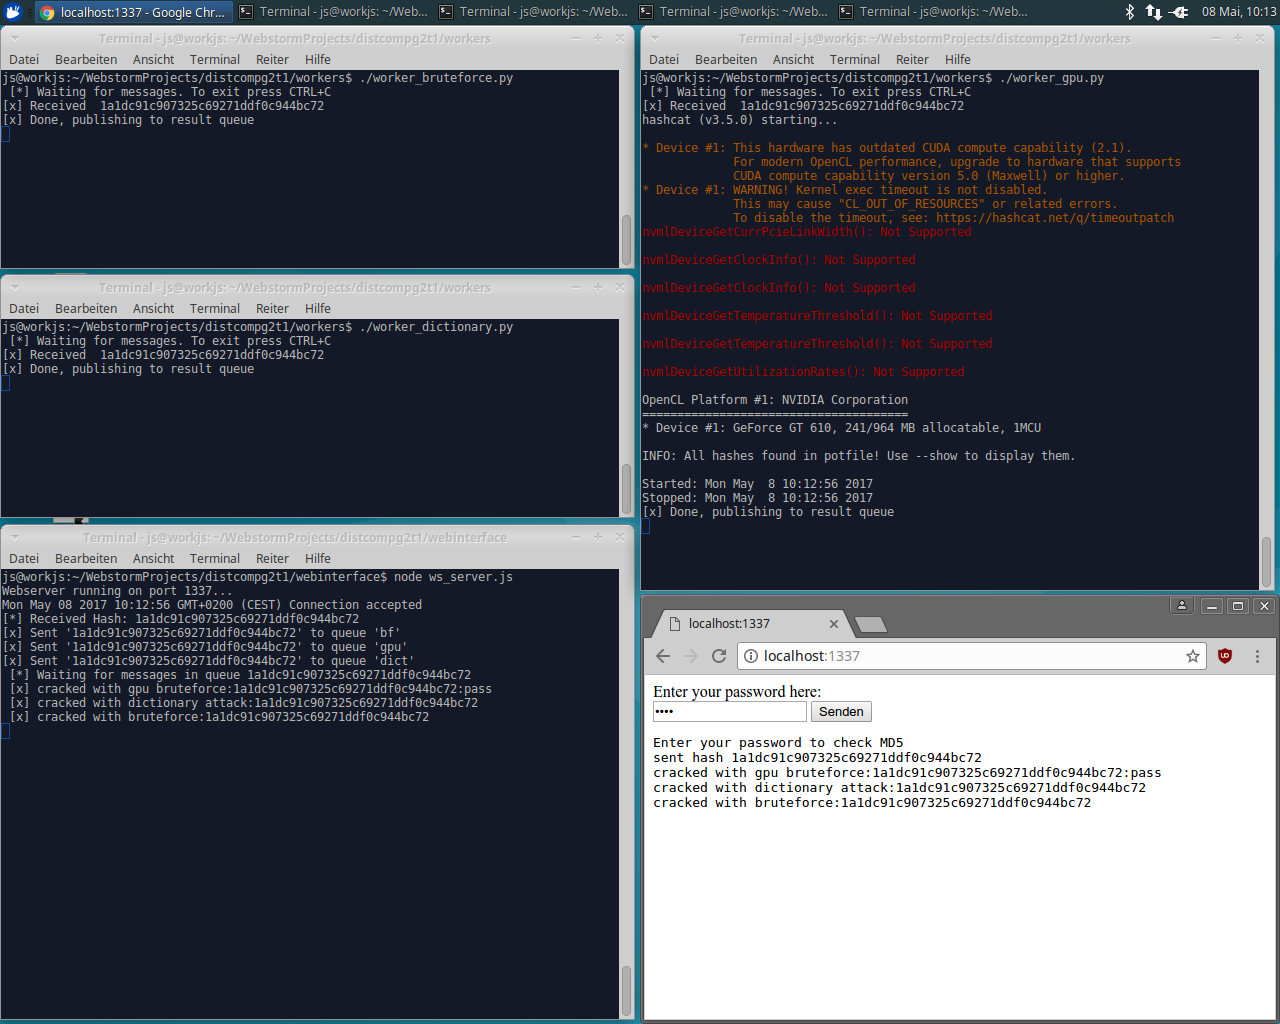 localhost:1337 - Google Chr...
Terminal - js@workjs: ~/Web...
Terminal - js@workjs: ~/Web...
Terminal - js@workjs: ~/Web...
Terminal - js@workjs: ~/Web...
08 Mai, 10:13
Terminal - js@workjs: ~/WebstormProjects/distcompg2t1/workers
Datei Bearbeiten Ansicht Terminal Reiter Hilfe
js@workjs:~/WebstormProjects/distcompg2t1/workers$ ./worker_bruteforce.py
[*] Waiting for messages. To exit press CTRL+C
[x] Received 1a1dc91c907325c69271ddf0c944bc72
[x] Done, publishing to result queue
Terminal - js@workjs: ~/WebstormProjects/distcompg2t1/workers
Datei Bearbeiten Ansicht Terminal Reiter Hilfe
js@workjs:~/WebstormProjects/distcompg2t1/workers$ ./worker_dictionary.py
[*] Waiting for messages. To exit press CTRL+C
[x] Received 1a1dc91c907325c69271ddf0c944bc72
[x] Done, publishing to result queue
Terminal - js@workjs: ~/WebstormProjects/distcompg2t1/webinterface
Datei Bearbeiten Ansicht Terminal Reiter Hilfe
js@workjs:~/WebstormProjects/distcompg2t1/webinterface$ node ws_server.js
Webserver running on port 1337...
Mon May 08 2017 10:12:56 GMT+0200 (CEST) Connection accepted
[*] Received Hash: 1a1dc91c907325c69271ddf0c944bc72
[x] Sent '1a1dc91c907325c69271ddf0c944bc72' to queue 'bf'
[x] Sent '1a1dc91c907325c69271ddf0c944bc72' to queue 'gpu'
[x] Sent '1a1dc91c907325c69271ddf0c944bc72' to queue 'dict'
[*] Waiting for messages in queue 1a1dc91c907325c69271ddf0c944bc72
[x] cracked with gpu bruteforce:1a1dc91c907325c69271ddf0c944bc72:pass
[x] cracked with dictionary attack:1a1dc91c907325c69271ddf0c944bc72
[x] cracked with bruteforce:1a1dc91c907325c69271ddf0c944bc72
Terminal - js@workjs: ~/WebstormProjects/distcompg2t1/workers
Datei Bearbeiten Ansicht Terminal Reiter Hilfe
js@workjs:~/WebstormProjects/distcompg2t1/workers$ ./worker_gpu.py
[*] Waiting for messages. To exit press CTRL+C
[x] Received 1a1dc91c907325c69271ddf0c944bc72
hashcat (v3.5.0) starting...
* Device #1: This hardware has outdated CUDA compute capability (2.1).
For modern OpenCL performance, upgrade to hardware that supports
CUDA compute capability version 5.0 (Maxwell) or higher.
* Device #1: WARNING! Kernel exec timeout is not disabled.
This may cause "CL_OUT_OF_RESOURCES" or related errors.
To disable the timeout, see: https://hashcat.net/q/timeoutpatch
nvmlDeviceGetCurrPcieLinkWidth(): Not Supported
nvmlDeviceGetClockInfo(): Not Supported
nvmlDeviceGetClockInfo(): Not Supported
nvmlDeviceGetTemperatureThreshold(): Not Supported
nvmlDeviceGetTemperatureThreshold(): Not Supported
nvmlDeviceGetUtilizationRates(): Not Supported
OpenCL Platform #1: NVIDIA Corporation
======================================
* Device #1: GeForce GT 610, 241/964 MB allocatable, 1MCU
INFO: All hashes found in potfile! Use --show to display them.
Started: Mon May  8 10:12:56 2017
Stopped: Mon May  8 10:12:56 2017
[x] Done, publishing to result queue
localhost:1337
localhost:1337
Enter your password here:
•••• Senden
Enter your password to check MD5
sent hash 1a1dc91c907325c69271ddf0c944bc72
cracked with gpu bruteforce:1a1dc91c907325c69271ddf0c944bc72:pass
cracked with dictionary attack:1a1dc91c907325c69271ddf0c944bc72
cracked with bruteforce:1a1dc91c907325c69271ddf0c944bc72